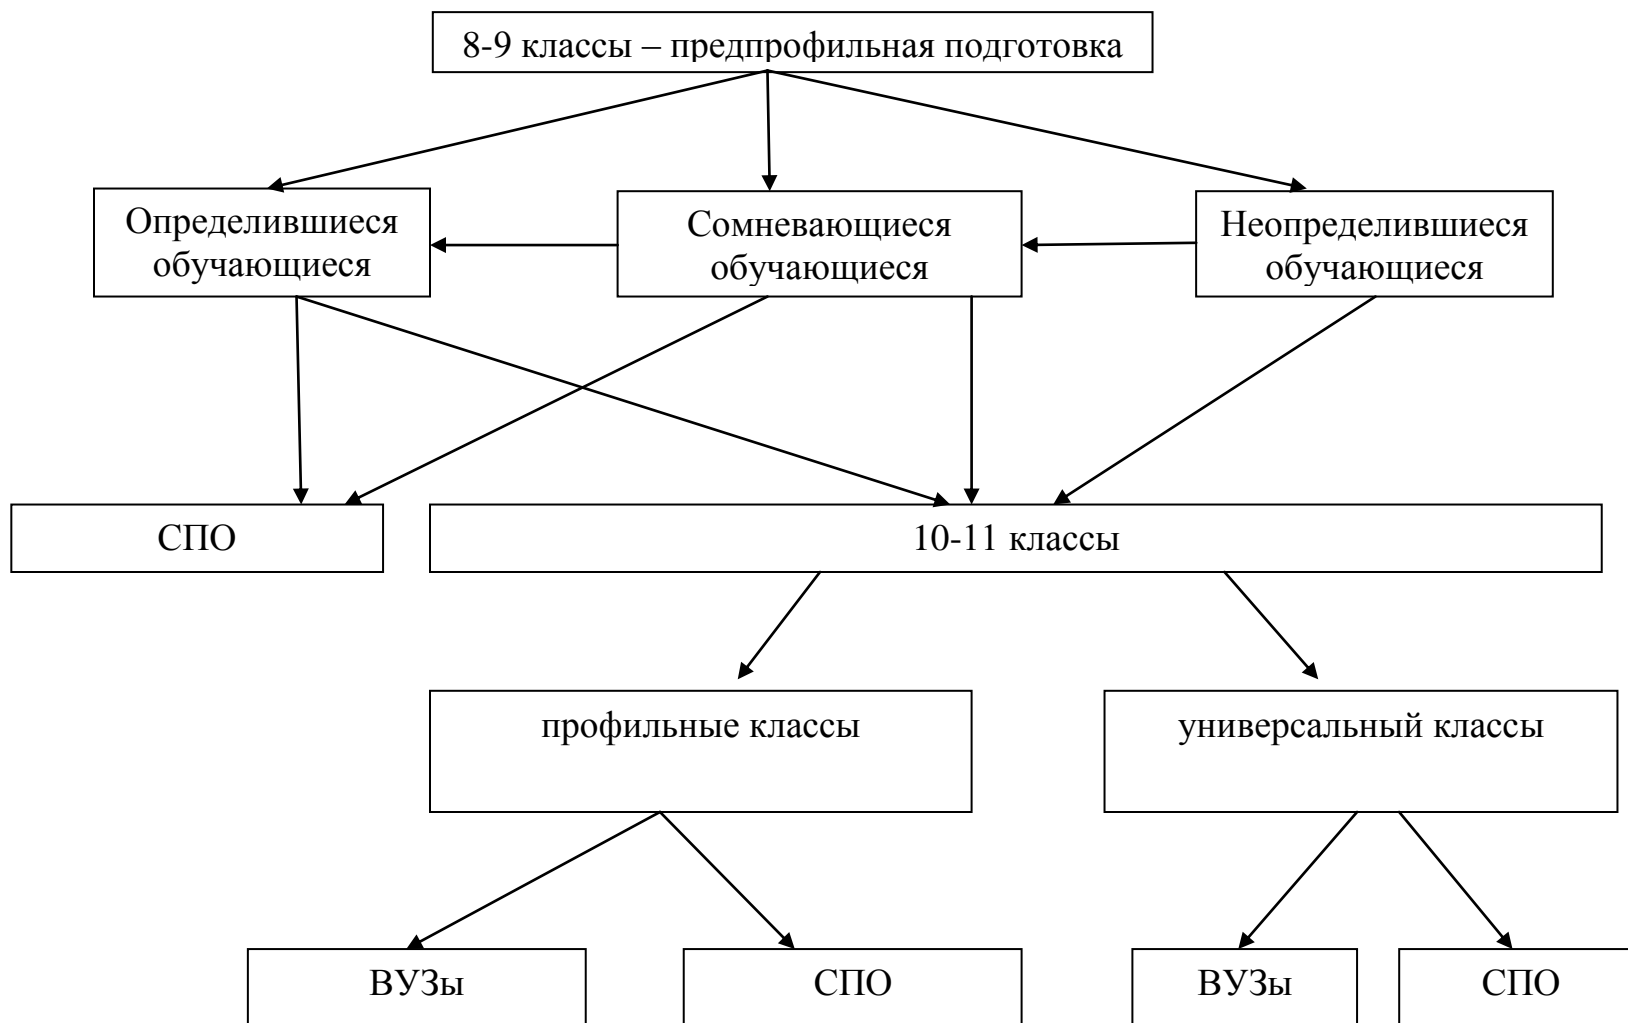 8-9 классы – предпрофильная подготовка
Определившиеся
обучающиеся
Сомневающиеся
обучающиеся
Неопределившиеся
обучающиеся
СПО
10-11 классы
профильные классы
универсальный классы
ВУЗы
СПО
ВУЗы
СПО